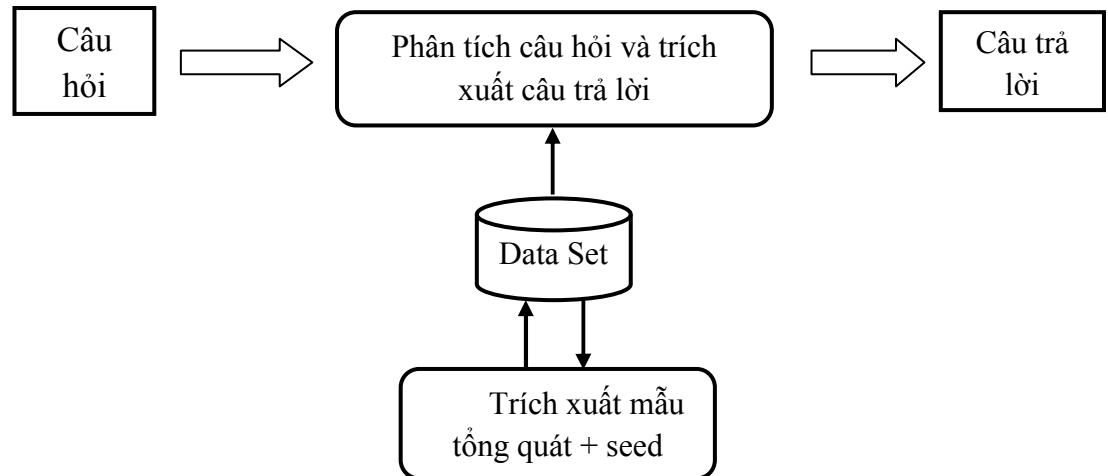 Câu
hỏi
Phân tích câu hỏi và trích
xuất câu trả lời
Câu trả
lời
Data Set
Trích xuất mẫu
tổng quát + seed